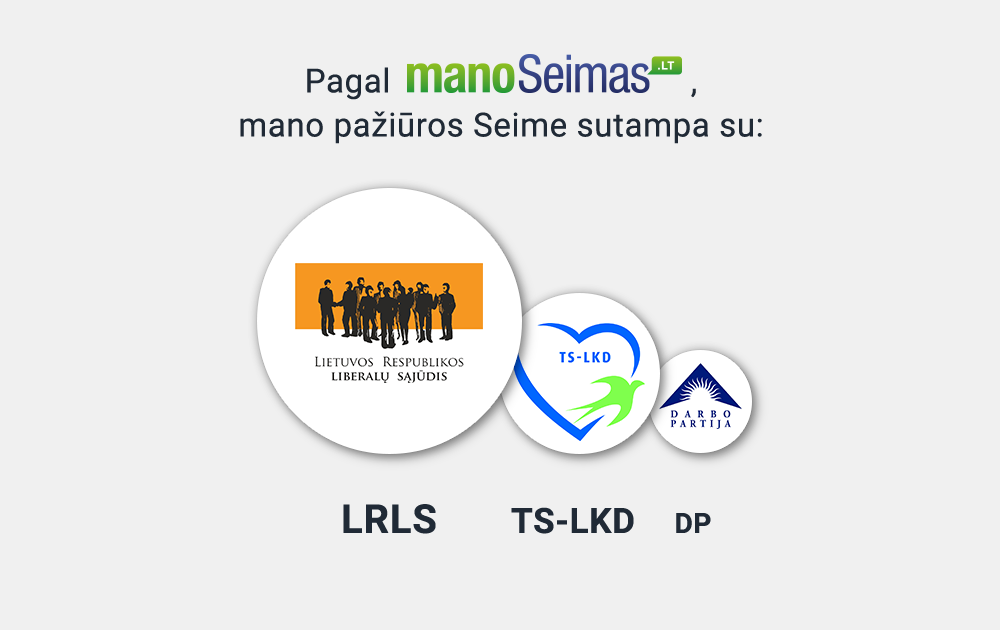 Pagal manoSeimas.LT ,
mano pažiūros Seime sutampa su:
LIETUVOS RESPUBLIKOS
LIBERALŲ SĄJŪDIS
TS-LKD
DARBO
PARTIJA
LRLS TS-LKD DP